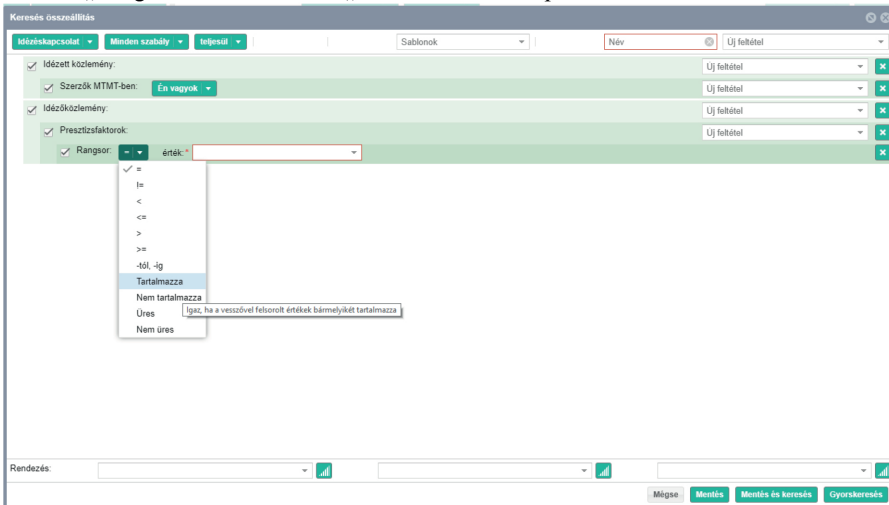 Keresés összeállítás
Idézéskapcsolat Minden szabály teljesül Sablonok Név Új feltétel
Idézett közlemény: Új feltétel
Szerzők MTMT-ben: Én vagyok Új feltétel
Idézőközlemény: Új feltétel
Presztízsfaktorok: Új feltétel
Rangsor: = érték:*
=
!=
<
<=
>
>=
-tól, -ig
Tartalmazza
Nem tartalmazza
Igaz, ha a vesszővel felsorolt értékek bármelyikét tartalmazza
Üres
Nem üres
Rendezés:
Mégse Mentés Mentés és keresés Gyorskeresés